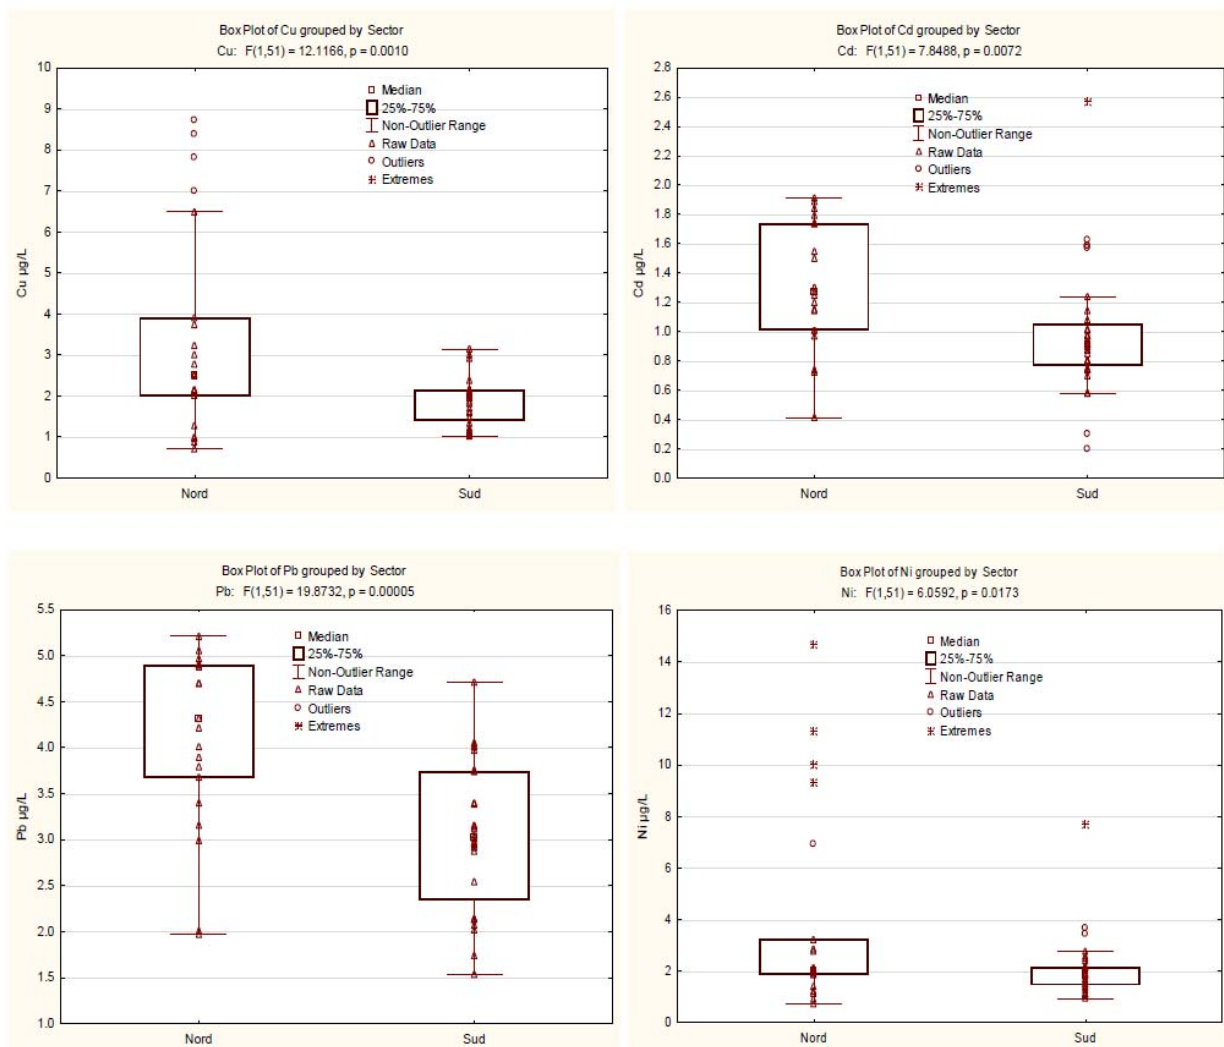 Box Plot of Cu grouped by Sector
Cu: F(1,51) = 12.1166, p = 0.0010
10
9
8
7
6
5
4
3
2
1
0
Cu µg/L
Median
25%-75%
Non-Outlier Range
Raw Data
Outliers
Extremes
Nord
Sud
Box Plot of Cd grouped by Sector
Cd: F(1,51) = 7.8488, p = 0.0072
2.8
2.6
2.4
2.2
2.0
1.8
1.6
1.4
1.2
1.0
0.8
0.6
0.4
0.2
0.0
Cd µg/L
Median
25%-75%
Non-Outlier Range
Raw Data
Outliers
Extremes
Nord
Sud
Box Plot of Pb grouped by Sector
Pb: F(1,51) = 19.8732, p = 0.00005
5.5
5.0
4.5
4.0
3.5
3.0
2.5
2.0
1.5
1.0
Pb µg/L
Median
25%-75%
Non-Outlier Range
Raw Data
Outliers
Extremes
Nord
Sud
Box Plot of Ni grouped by Sector
Ni: F(1,51) = 6.0592, p = 0.0173
16
14
12
10
8
6
4
2
0
Ni µg/L
Median
25%-75%
Non-Outlier Range
Raw Data
Outliers
Extremes
Nord
Sud